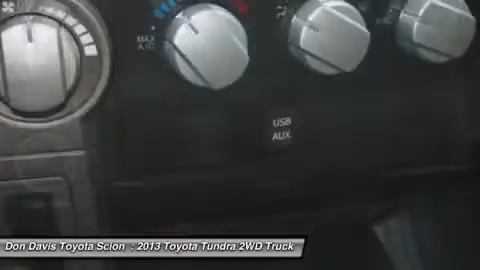 MAX
A/C
USB
AUX
Don Davis Toyota Scion : 2013 Toyota Tundra 2WD Truck